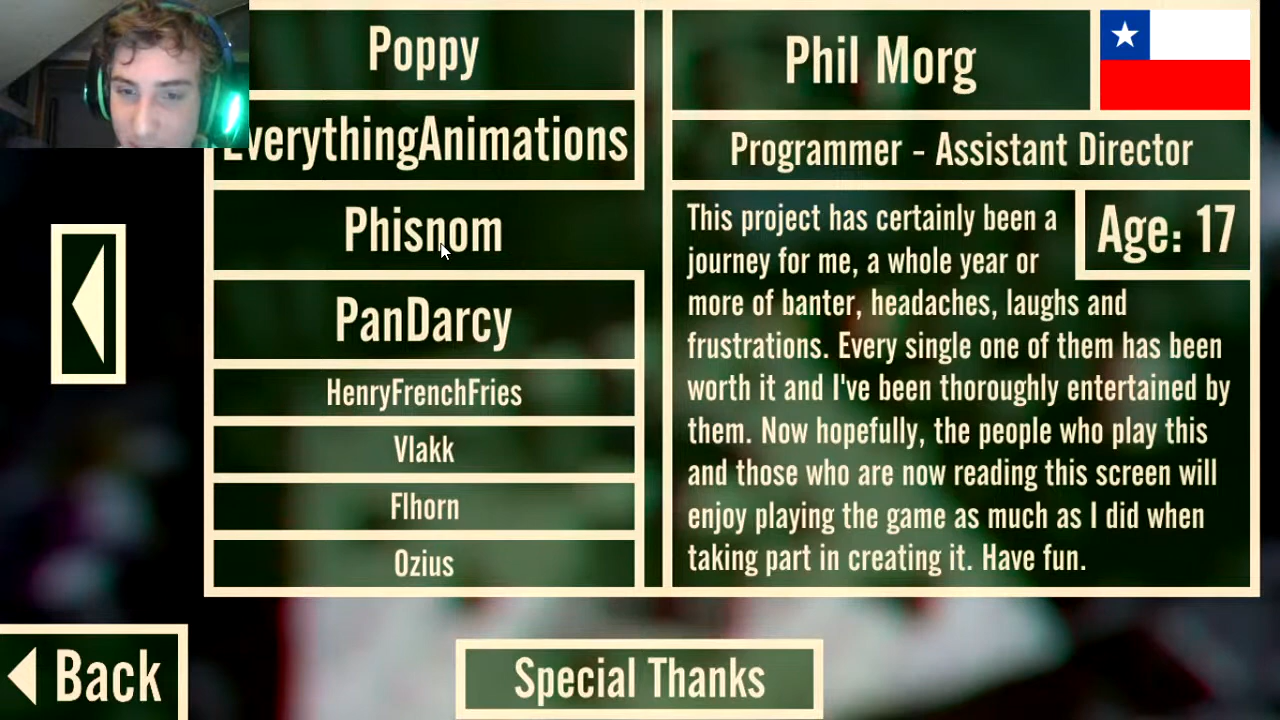 Poppy
EverythingAnimations
Phisnom
PanDarcy
HenryFrenchFries
Vlakk
Flhorn
Ozius
Phil Morg
Programmer - Assistant Director
Age: 17
This project has certainly been a
journey for me, a whole year or
more of banter, headaches, laughs and
frustrations. Every single one of them has been
worth it and I've been thoroughly entertained by
them. Now hopefully, the people who play this
and those who are now reading this screen will
enjoy playing the game as much as I did when
taking part in creating it. Have fun.
Back
Special Thanks